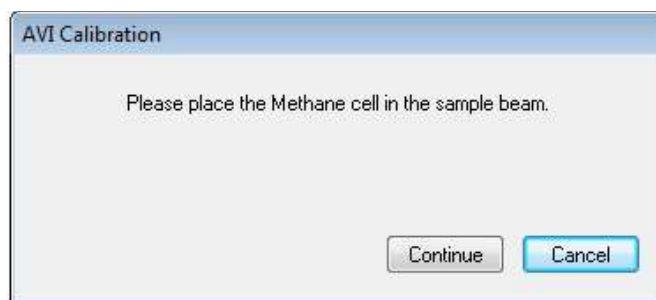 AVI Calibration
Please place the Methane cell in the sample beam.
Continue Cancel